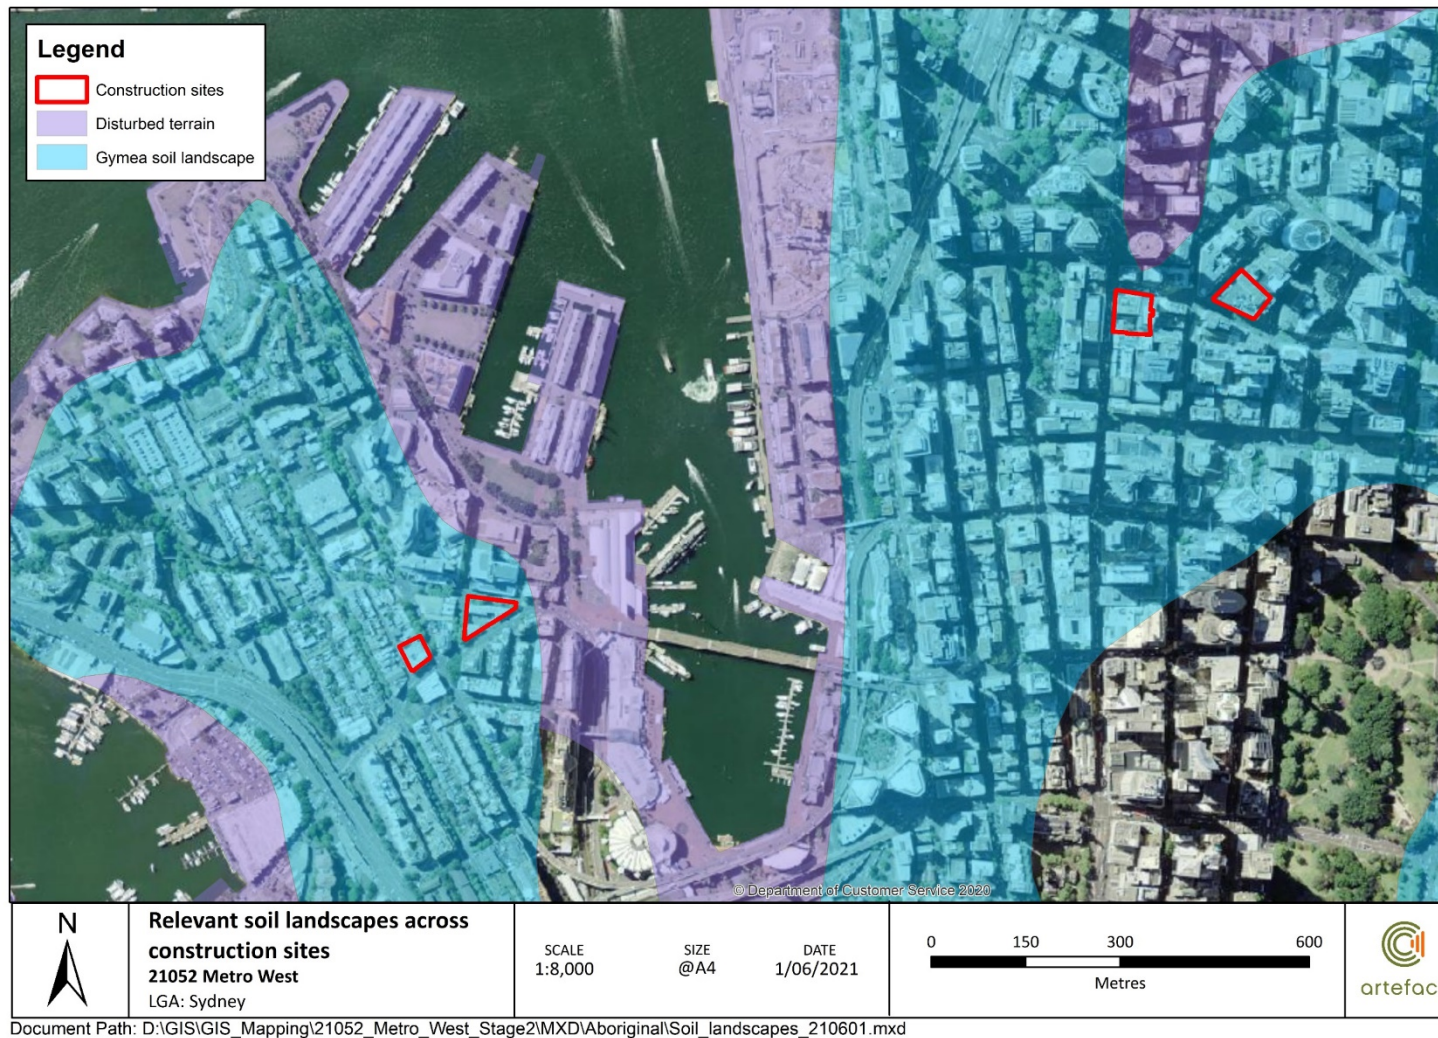 Legend
Construction sites
Disturbed terrain
Gymea soil landscape
© Department of Customer Service 2020
N
Relevant soil landscapes across
construction sites
21052 Metro West
LGA: Sydney
SCALE
1:8,000
SIZE
@A4
DATE
1/06/2021
0 150 300 600
Metres
artefac
Document Path: D:\GIS\GIS_Mapping\21052_Metro_West_Stage2\MXD\Aboriginal\Soil_landscapes_210601.mxd